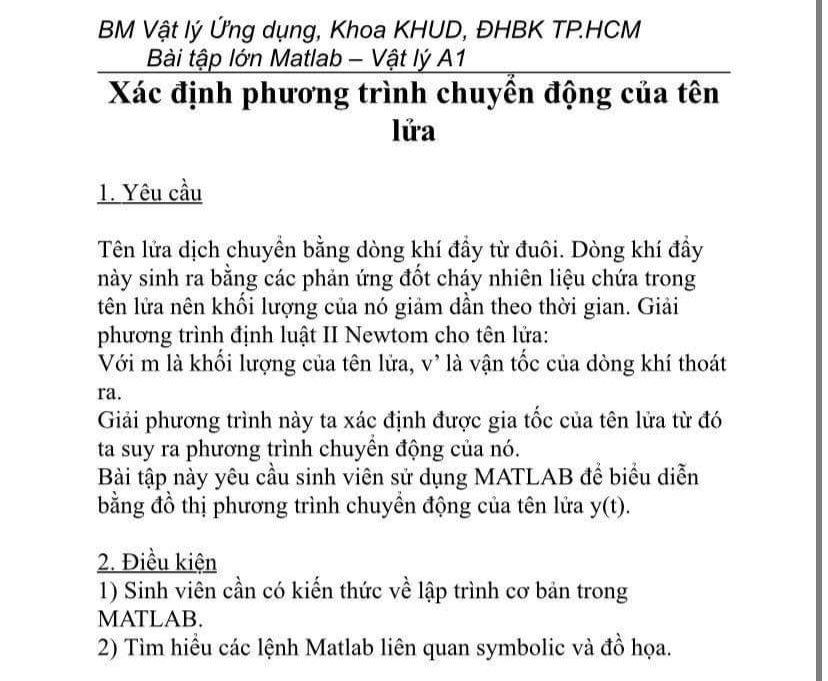 BM Vật lý Ứng dụng, Khoa KHUD, ĐHBK TP.HCM
Bài tập lớn Matlab – Vật lý A1
Xác định phương trình chuyển động của tên
lửa
1. Yêu cầu
Tên lửa dịch chuyển bằng dòng khí đẩy từ đuôi. Dòng khí đẩy
này sinh ra bằng các phản ứng đốt cháy nhiên liệu chứa trong
tên lửa nên khối lượng của nó giảm dần theo thời gian. Giải
phương trình định luật II Newtom cho tên lửa:
Với m là khối lượng của tên lửa, v’ là vận tốc của dòng khí thoát
ra.
Giải phương trình này ta xác định được gia tốc của tên lửa từ đó
ta suy ra phương trình chuyển động của nó.
Bài tập này yêu cầu sinh viên sử dụng MATLAB để biểu diễn
bằng đồ thị phương trình chuyển động của tên lửa y(t).
2. Điều kiện
1) Sinh viên cần có kiến thức về lập trình cơ bản trong
MATLAB.
2) Tìm hiểu các lệnh Matlab liên quan symbolic và đồ họa.